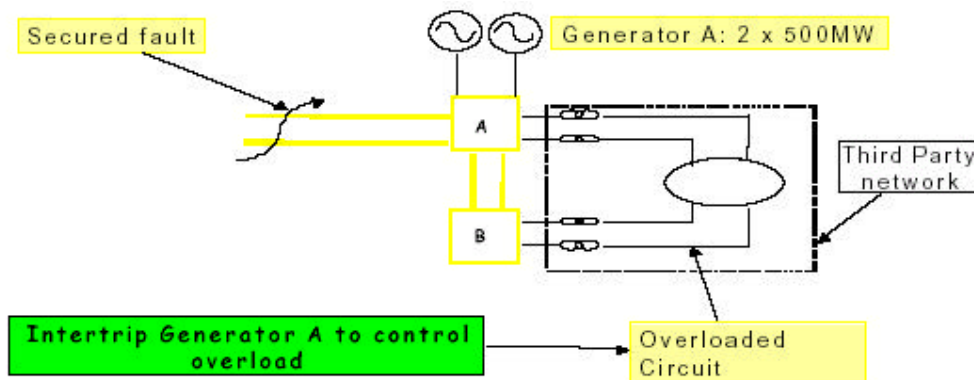 Secured fault
Generator A: 2 x 500MW
A
Third Party
network
B
Intertrip Generator A to control
overload
Overloaded
Circuit